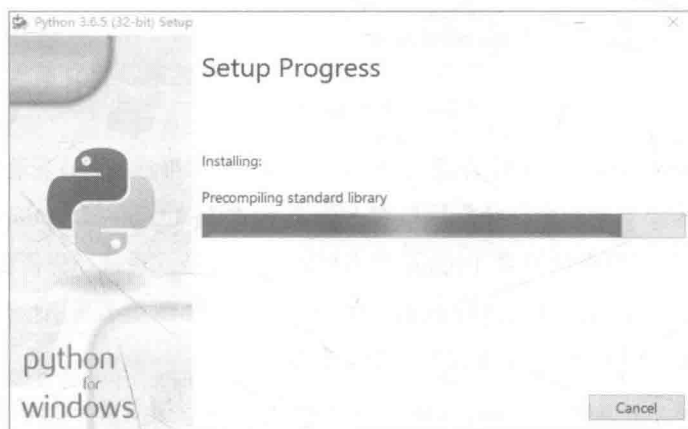 Python 3.6.5 (32-bit) Setup
Setup Progress
Installing:
Precompiling standard library
python
for
windows
Cancel